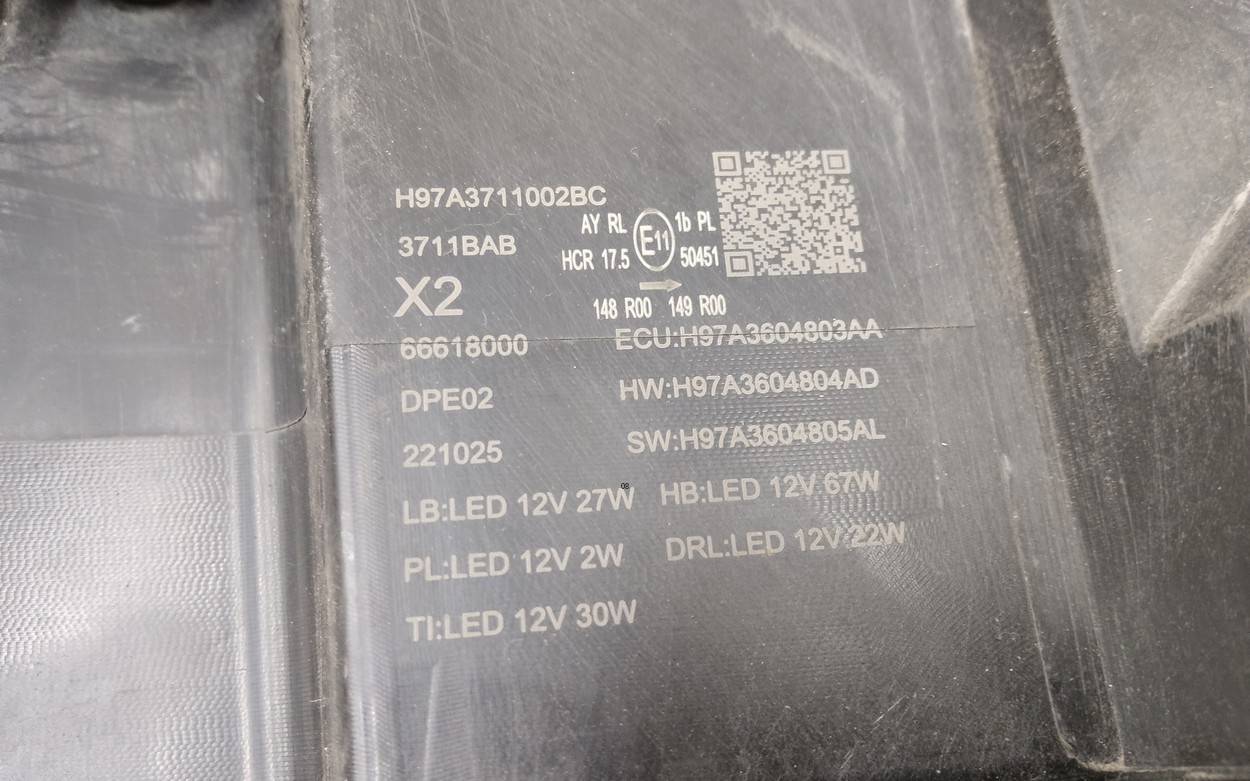 H97A3711002BC
3711BAB
X2
AY RL E11 1b PL
HCR 17.5 50451
148 R00 149 R00
66618000 ECU:H97A3604803AA
DPE02 HW:H97A3604804AD
221025 SW:H97A3604805AL
08
LB:LED 12V 27W HB:LED 12V 67W
PL:LED 12V 2W DRL:LED 12V 22W
TI:LED 12V 30W